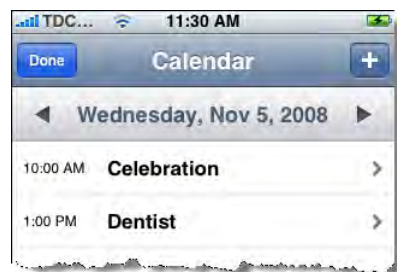 TDC... 11:30 AM
Done Calendar +
Wednesday, Nov 5, 2008
10:00 AM Celebration
1:00 PM Dentist